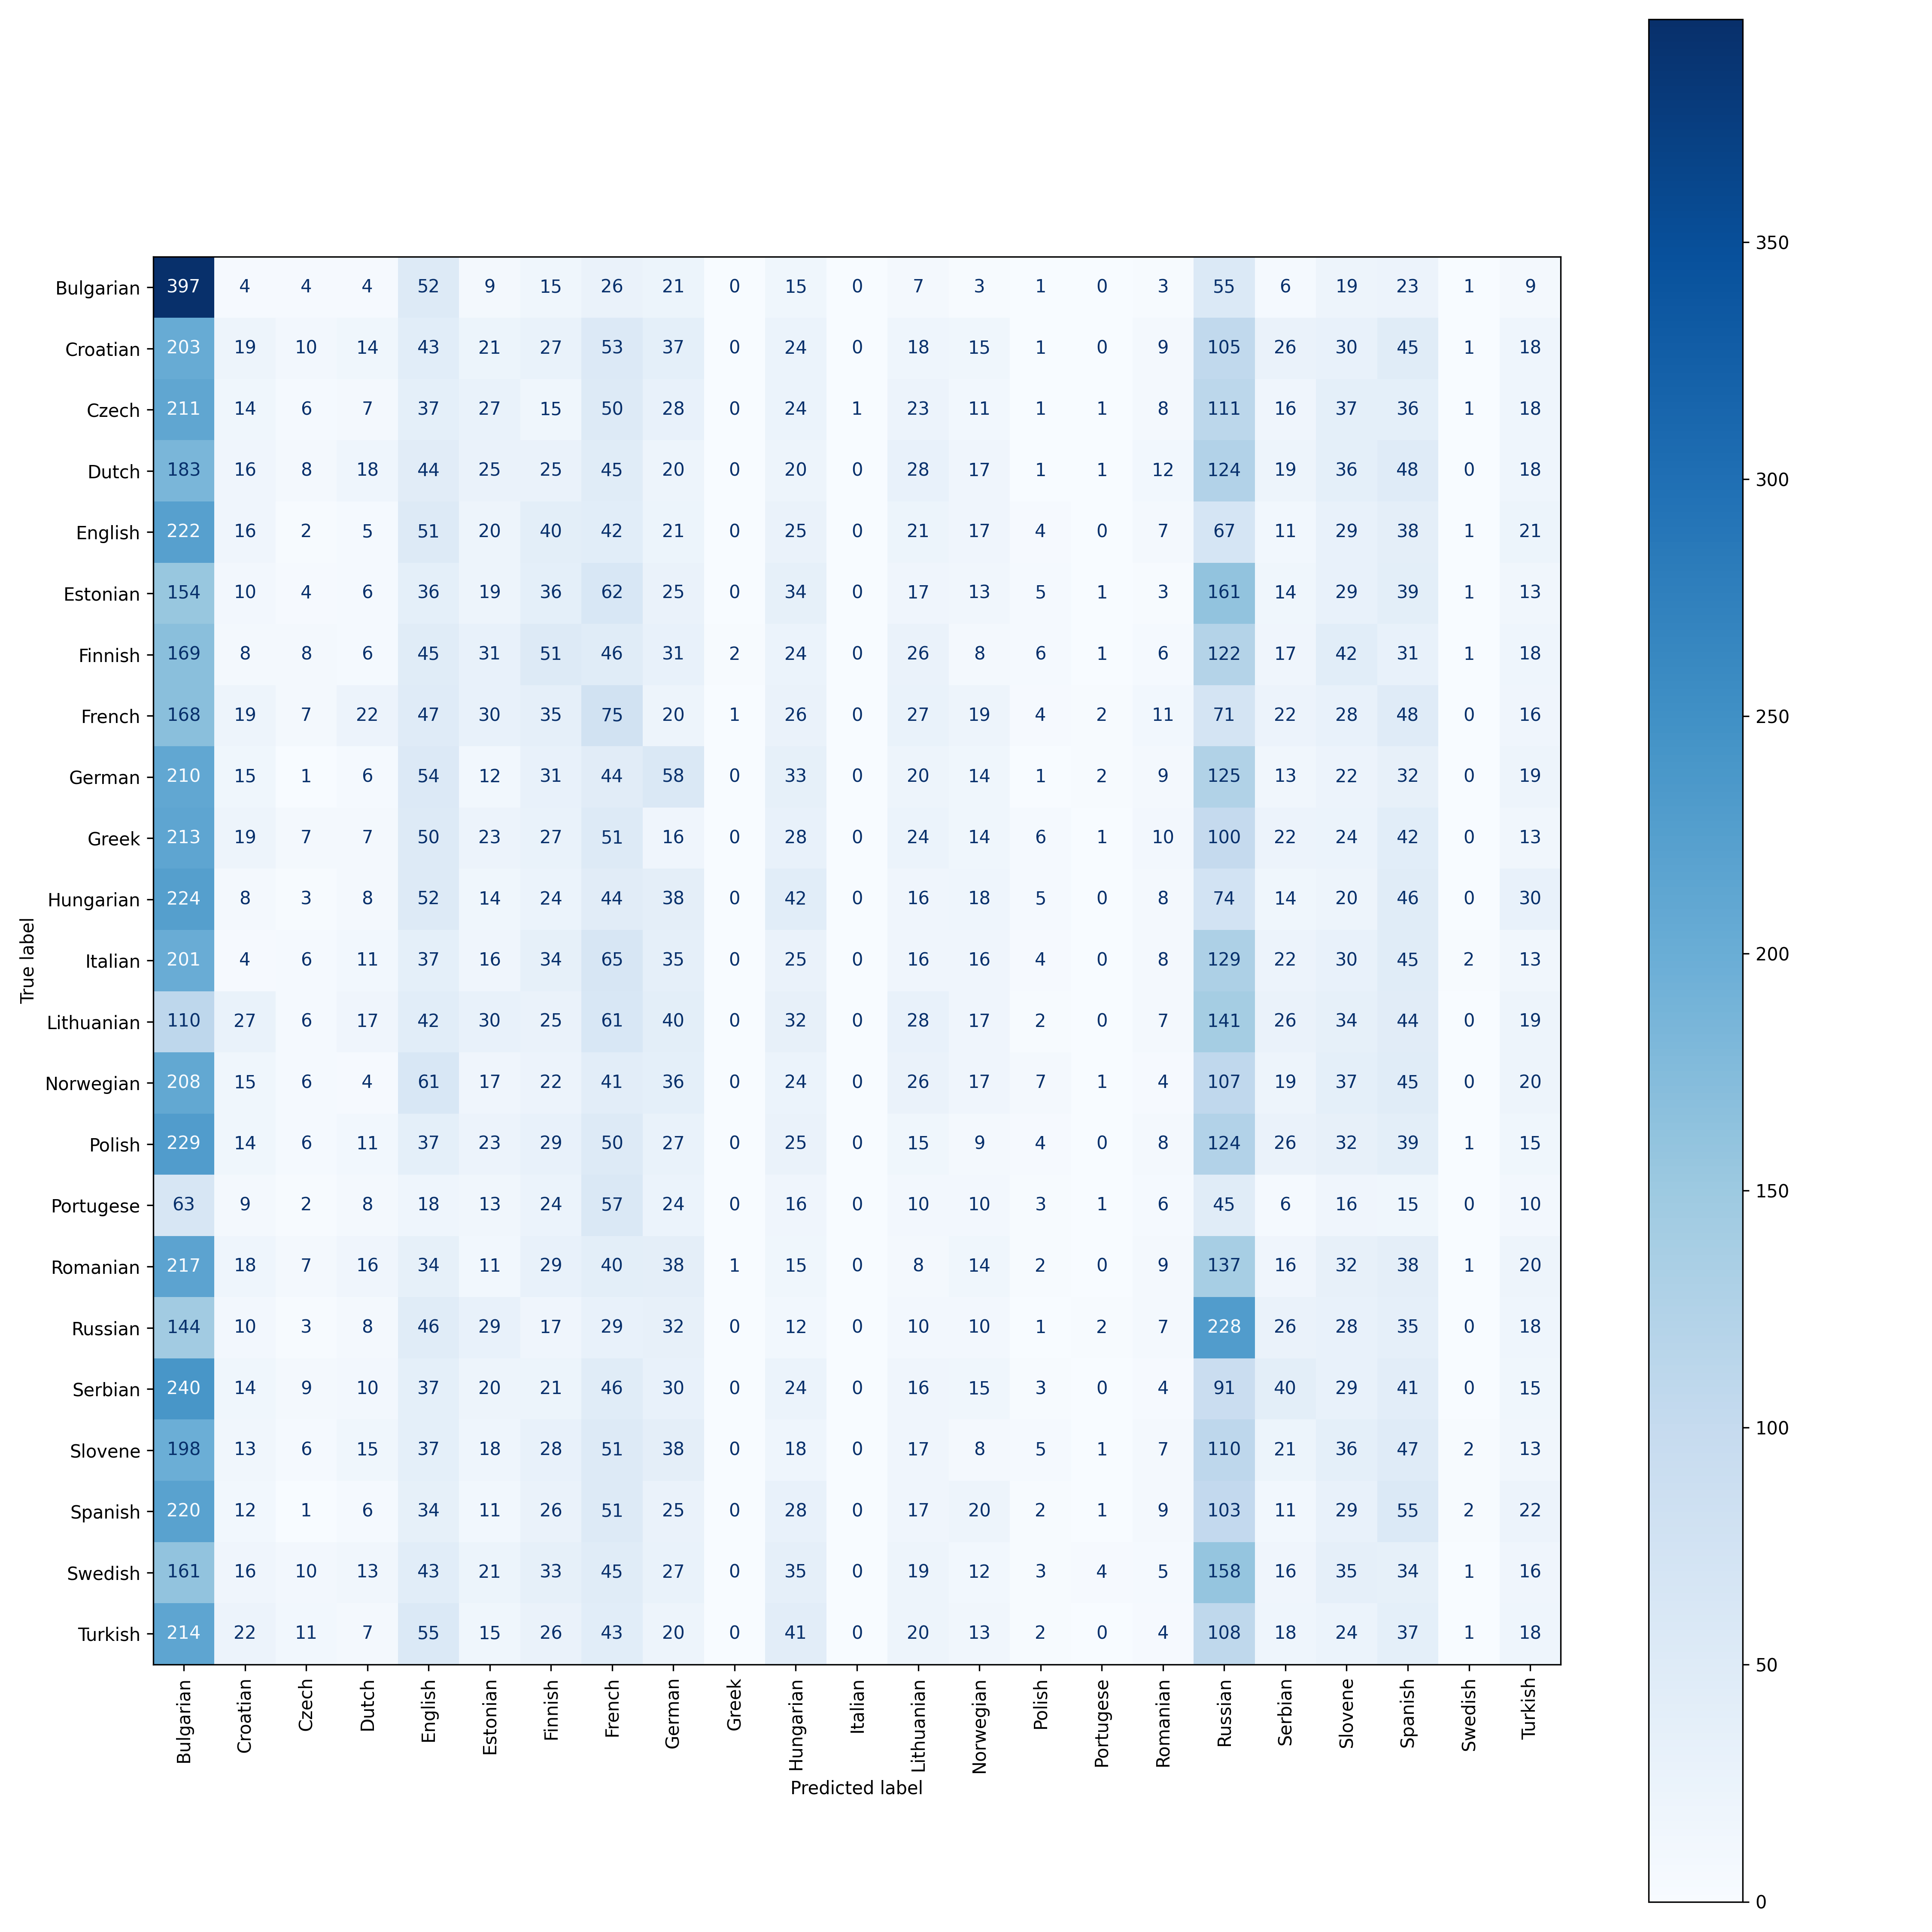 Bulgarian 397 4 4 4 52 9 15 26 21 0 15 0 7 3 1 0 3 55 6 19 23 1 9
Croatian 203 19 10 14 43 21 27 53 37 0 24 0 18 15 1 0 9 105 26 30 45 1 18
Czech 211 14 6 7 37 27 15 50 28 0 24 1 23 11 1 1 8 111 16 37 36 1 18
Dutch 183 16 8 18 44 25 25 45 20 0 20 0 28 17 1 1 12 124 19 36 48 0 18
English 222 16 2 5 51 20 40 42 21 0 25 0 21 17 4 0 7 67 11 29 38 1 21
Estonian 154 10 4 6 36 19 36 62 25 0 34 0 17 13 5 1 3 161 14 29 39 1 13
Finnish 169 8 8 6 45 31 51 46 31 2 24 0 26 8 6 1 6 122 17 42 31 1 18
French 168 19 7 22 47 30 35 75 20 1 26 0 27 19 4 2 11 71 22 28 48 0 16
German 210 15 1 6 54 12 31 44 58 0 33 0 20 14 1 2 9 125 13 22 32 0 19
Greek 213 19 7 7 50 23 27 51 16 0 28 0 24 14 6 1 10 100 22 24 42 0 13
Hungarian 224 8 3 8 52 14 24 44 38 0 42 0 16 18 5 0 8 74 14 20 46 0 30
Italian 201 4 6 11 37 16 34 65 35 0 25 0 16 16 4 0 8 129 22 30 45 2 13
Lithuanian 110 27 6 17 42 30 25 61 40 0 32 0 28 17 2 0 7 141 26 34 44 0 19
Norwegian 208 15 6 4 61 17 22 41 36 0 24 0 26 17 7 1 4 107 19 37 45 0 20
Polish 229 14 6 11 37 23 29 50 27 0 25 0 15 9 4 0 8 124 26 32 39 1 15
Portugese 63 9 2 8 18 13 24 57 24 0 16 0 10 10 3 1 6 45 6 16 15 0 10
Romanian 217 18 7 16 34 11 29 40 38 1 15 0 8 14 2 0 9 137 16 32 38 1 20
Russian 144 10 3 8 46 29 17 29 32 0 12 0 10 10 1 2 7 228 26 28 35 0 18
Serbian 240 14 9 10 37 20 21 46 30 0 24 0 16 15 3 0 4 91 40 29 41 0 15
Slovene 198 13 6 15 37 18 28 51 38 0 18 0 17 8 5 1 7 110 21 36 47 2 13
Spanish 220 12 1 6 34 11 26 51 25 0 28 0 17 20 2 1 9 103 11 29 55 2 22
Swedish 161 16 10 13 43 21 33 45 27 0 35 0 19 12 3 4 5 158 16 35 34 1 16
Turkish 214 22 11 7 55 15 26 43 20 0 41 0 20 13 2 0 4 108 18 24 37 1 18
Bulgarian Croatian Czech Dutch English Estonian Finnish French German Greek Hungarian Italian Lithuanian Norwegian Polish Portugese Romanian Russian Serbian Slovene Spanish Swedish Turkish
Predicted label
True label
350
300
250
200
150
100
50
0